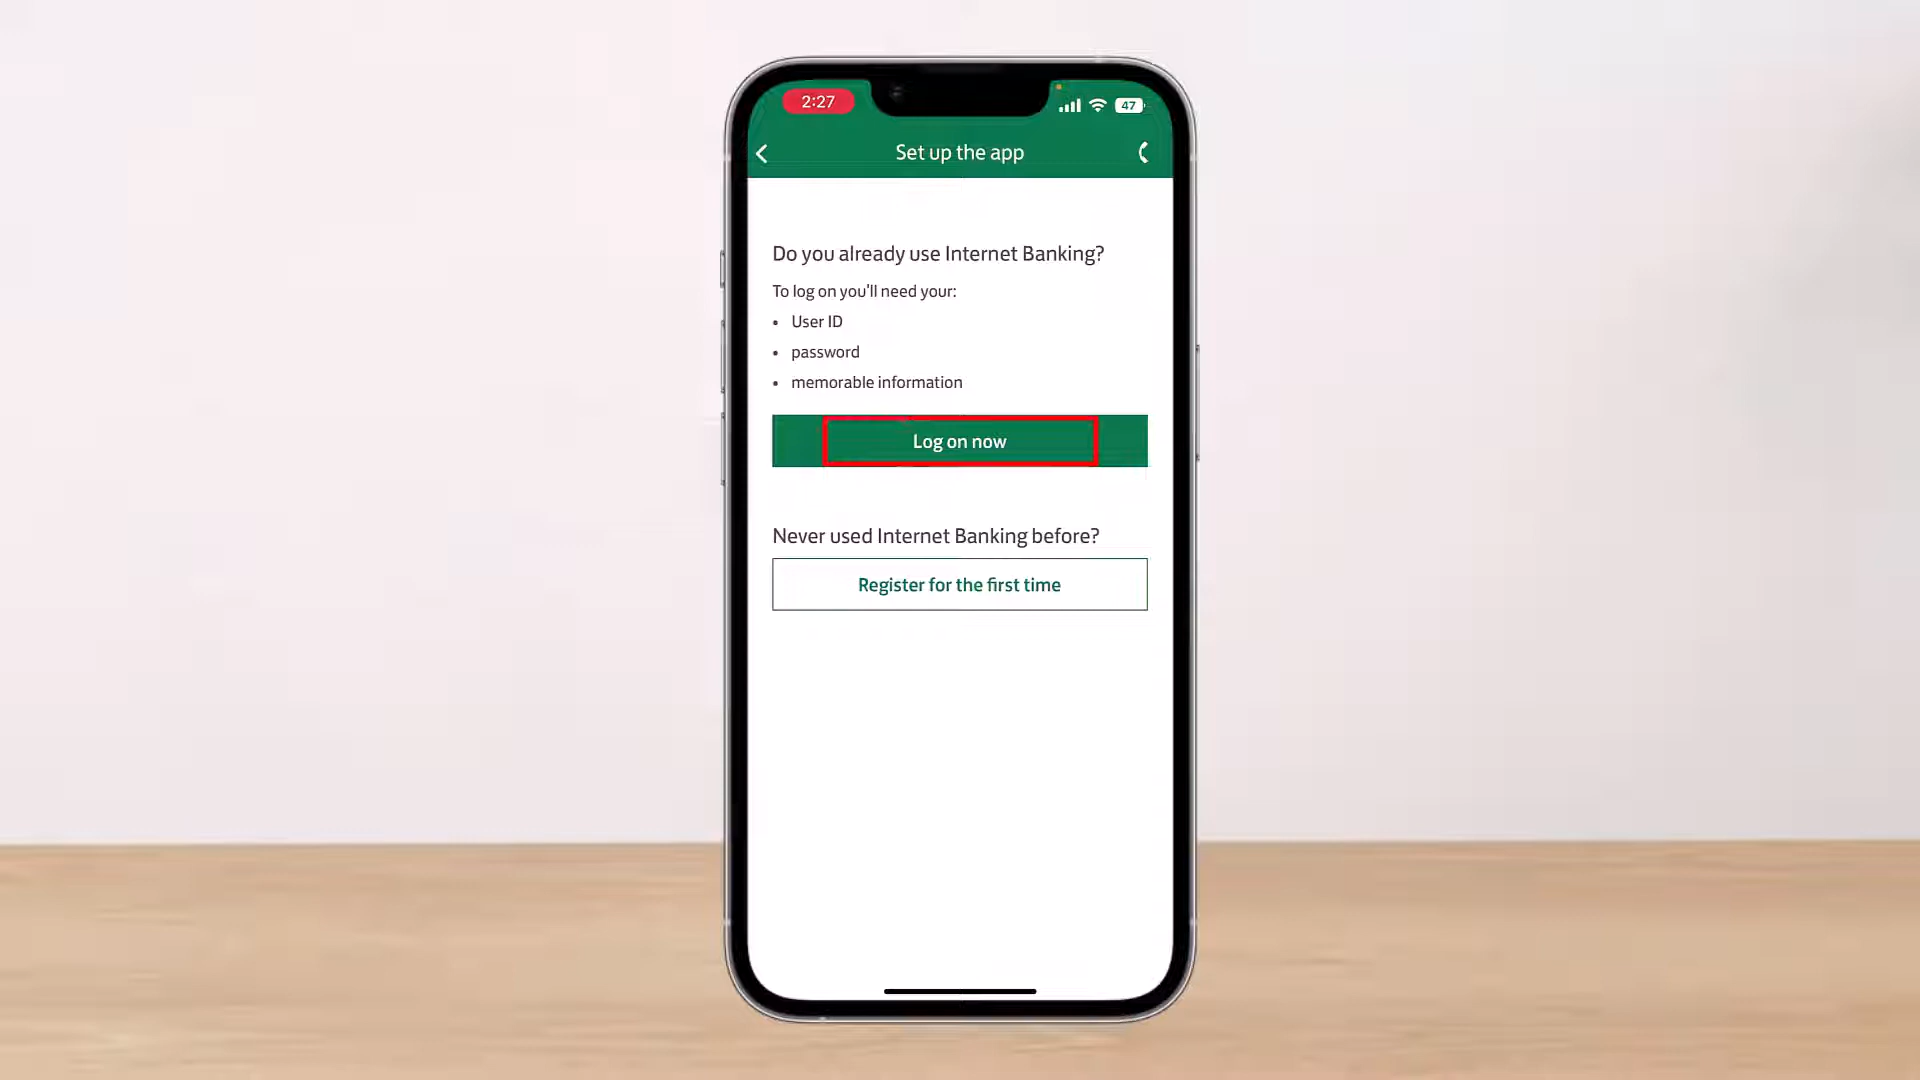 2:27
47
Set up the app
Do you already use Internet Banking?
To log on you'll need your:
• User ID
• password
• memorable information
Log on now
Never used Internet Banking before?
Register for the first time